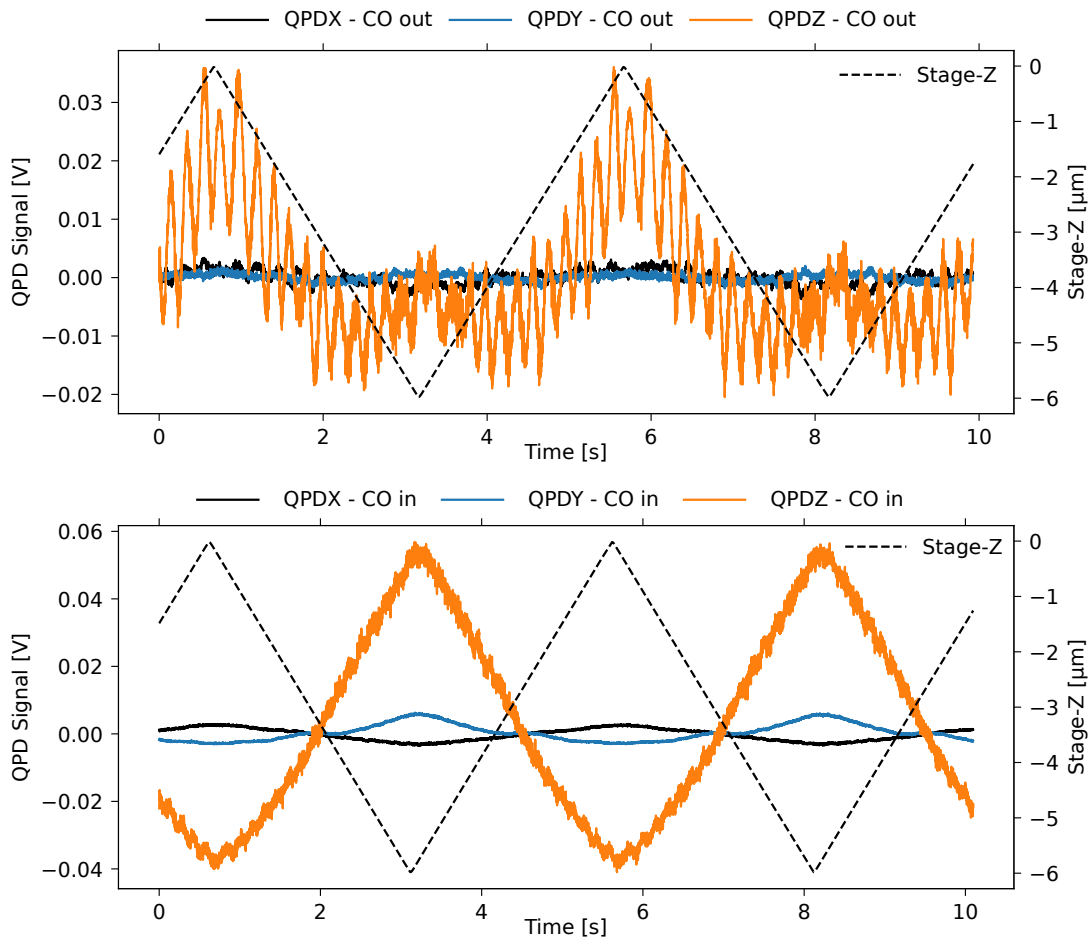 QPDX - CO out QPDY - CO out QPDZ - CO out
Stage-Z
0.03
0.02
0.01
0.00
−0.01
−0.02
QPD Signal [V]
0
−1
−2
−3
−4
−5
−6
Stage-Z [μm]
0 2 4 6 8 10
Time [s]
QPDX - CO in QPDY - CO in QPDZ - CO in
Stage-Z
0.06
0.04
0.02
0.00
−0.02
−0.04
QPD Signal [V]
0
−1
−2
−3
−4
−5
−6
Stage-Z [μm]
0 2 4 6 8 10
Time [s]